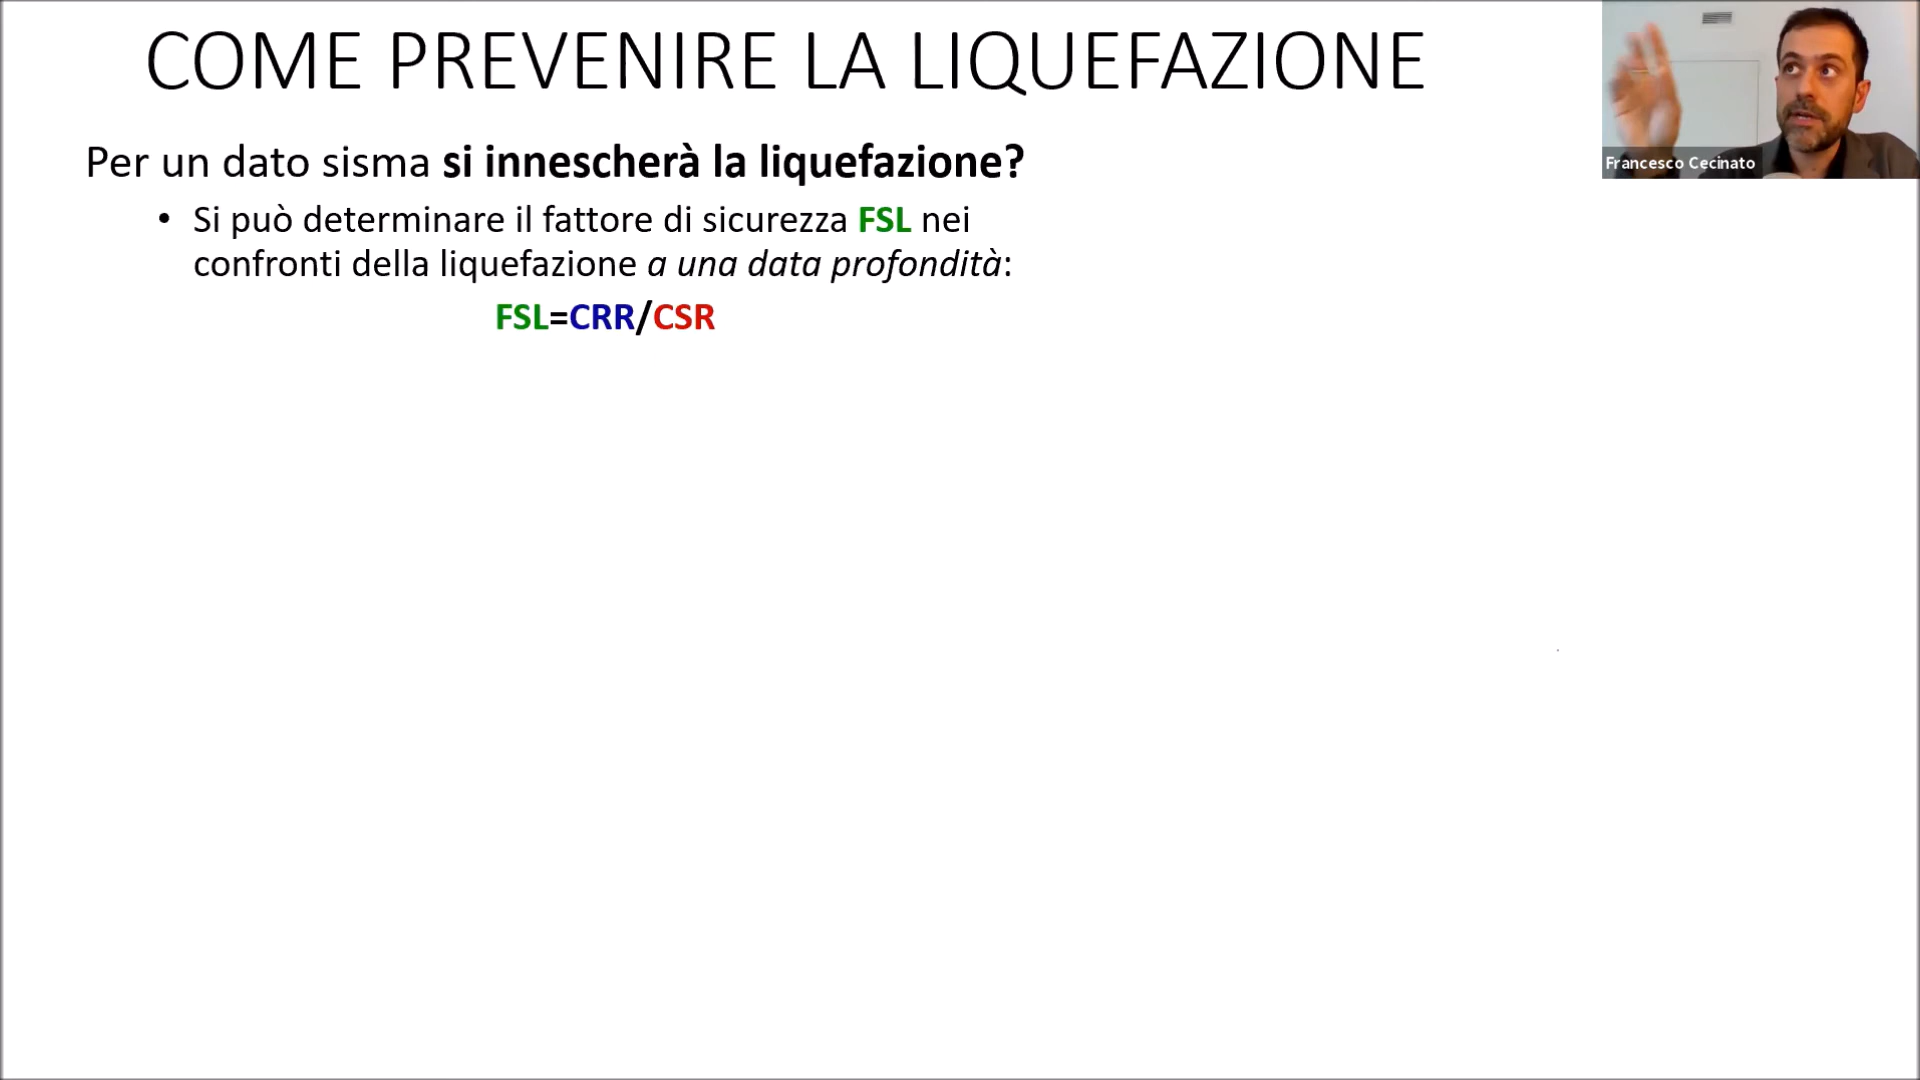 COME PREVENIRE LA LIQUEFAZIONE
Per un dato sisma si innescherà la liquefazione?
• Si può determinare il fattore di sicurezza FSL nei
confronti della liquefazione a una data profondità:
FSL=CRR/CSR
Francesco Cecinato